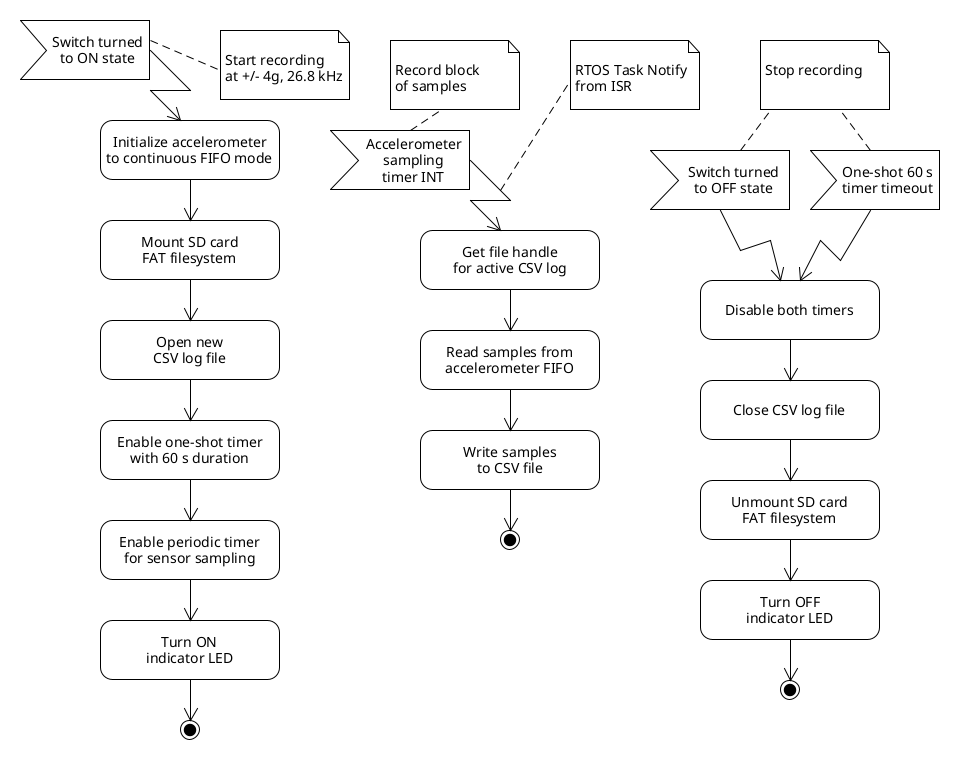 Switch turned
to ON state
Start recording
at +/- 4g, 26.8 kHz
Initialize accelerometer
to continuous FIFO mode
Mount SD card
FAT filesystem
Open new
CSV log file
Enable one-shot timer
with 60 s duration
Enable periodic timer
for sensor sampling
Turn ON
indicator LED
Record block
of samples
RTOS Task Notify
from ISR
Accelerometer
sampling
timer INT
Get file handle
for active CSV log
Read samples from
accelerometer FIFO
Write samples
to CSV file
Stop recording
Switch turned
to OFF state
One-shot 60 s
timer timeout
Disable both timers
Close CSV log file
Unmount SD card
FAT filesystem
Turn OFF
indicator LED